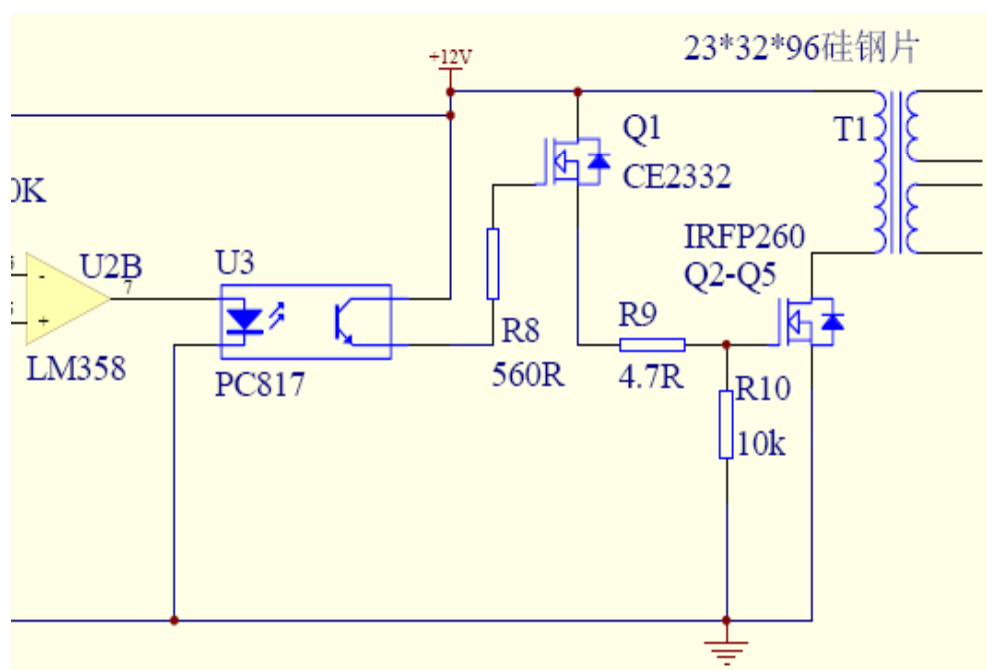 23*32*96硅钢片
+12V
Q1
T1
CE2332
0K
IRFP260
U2B
U3
Q2-Q5
7
-
+
R9
R8
LM358
560R
4.7R
R10
PC817
10k